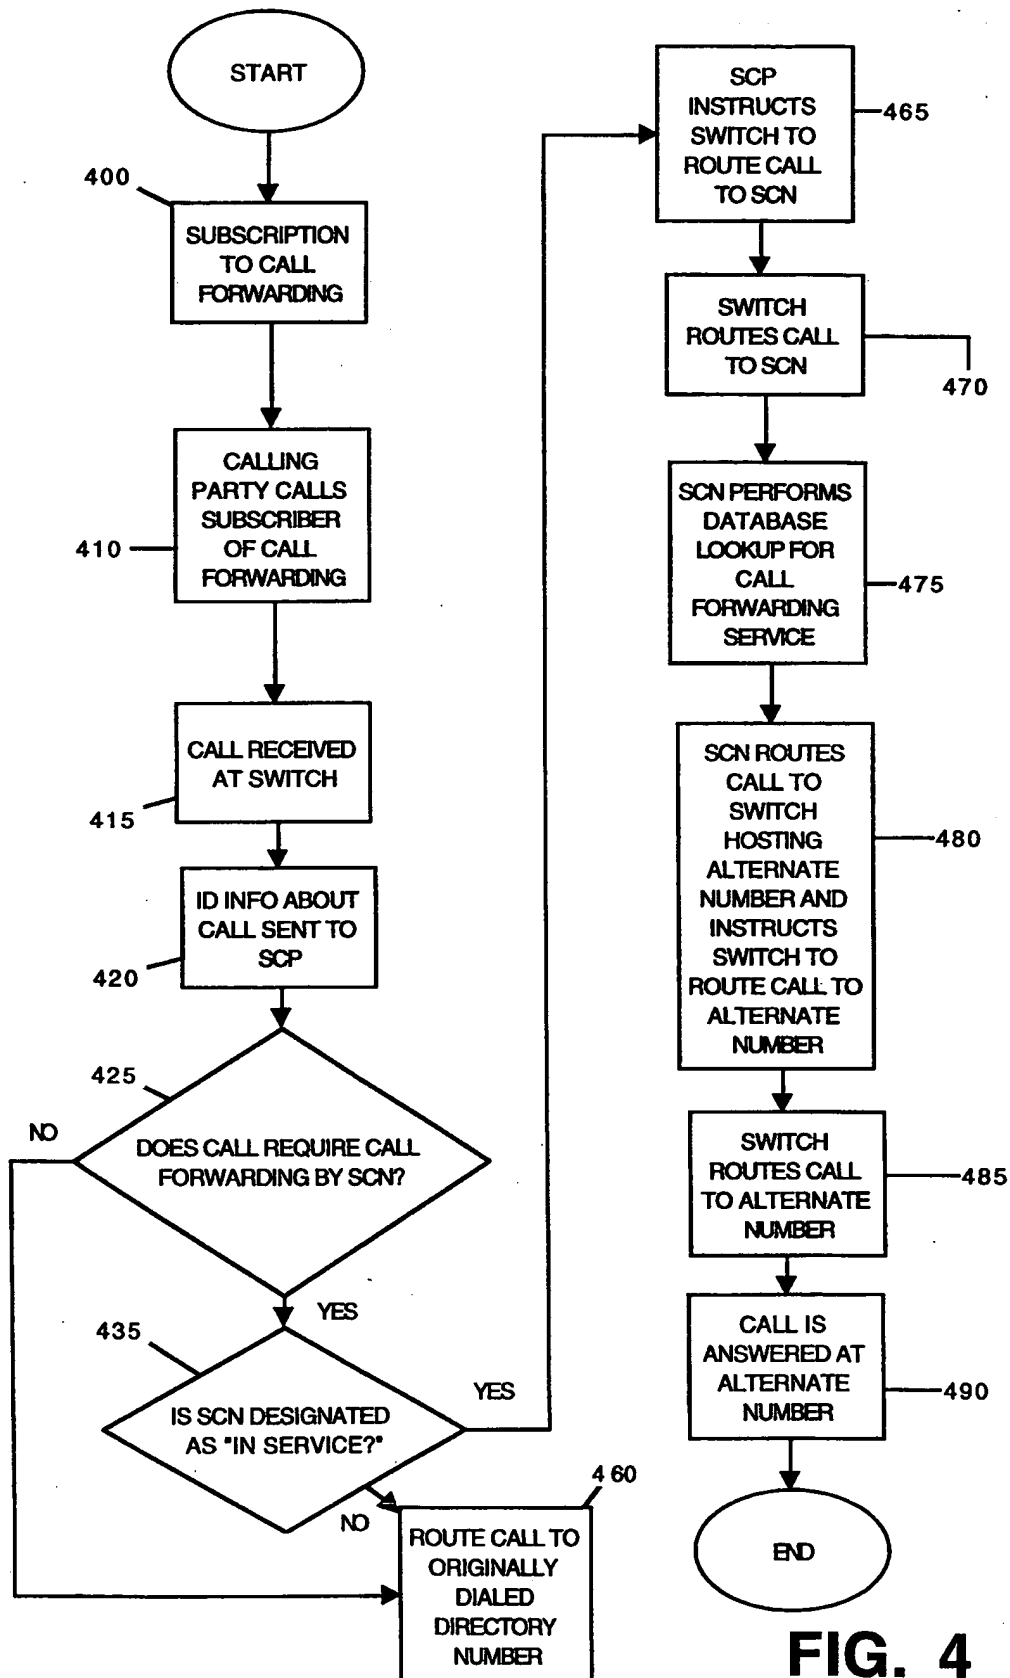 START
400
SUBSCRIPTION
TO CALL
FORWARDING
CALLING
PARTY CALLS
SUBSCRIBER
OF CALL
FORWARDING
410
CALL RECEIVED
AT SWITCH
415
ID INFO ABOUT
CALL SENT TO
SCP
420
425
NO
DOES CALL REQUIRE CALL
FORWARDING BY SCN?
YES
435
IS SCN DESIGNATED
AS "IN SERVICE?"
YES
NO
460
ROUTE CALL TO
ORIGINALLY
DIALED
DIRECTORY
NUMBER
SCP
INSTRUCTS
SWITCH TO
ROUTE CALL
TO SCN
465
SWITCH
ROUTES CALL
TO SCN
470
SCN PERFORMS
DATABASE
LOOKUP FOR
CALL
FORWARDING
SERVICE
475
SCN ROUTES
CALL TO
SWITCH
HOSTING
ALTERNATE
NUMBER AND
INSTRUCTS
SWITCH TO
ROUTE CALL TO
ALTERNATE
NUMBER
480
SWITCH
ROUTES CALL
TO ALTERNATE
NUMBER
485
CALL IS
ANSWERED AT
ALTERNATE
NUMBER
490
END
FIG. 4